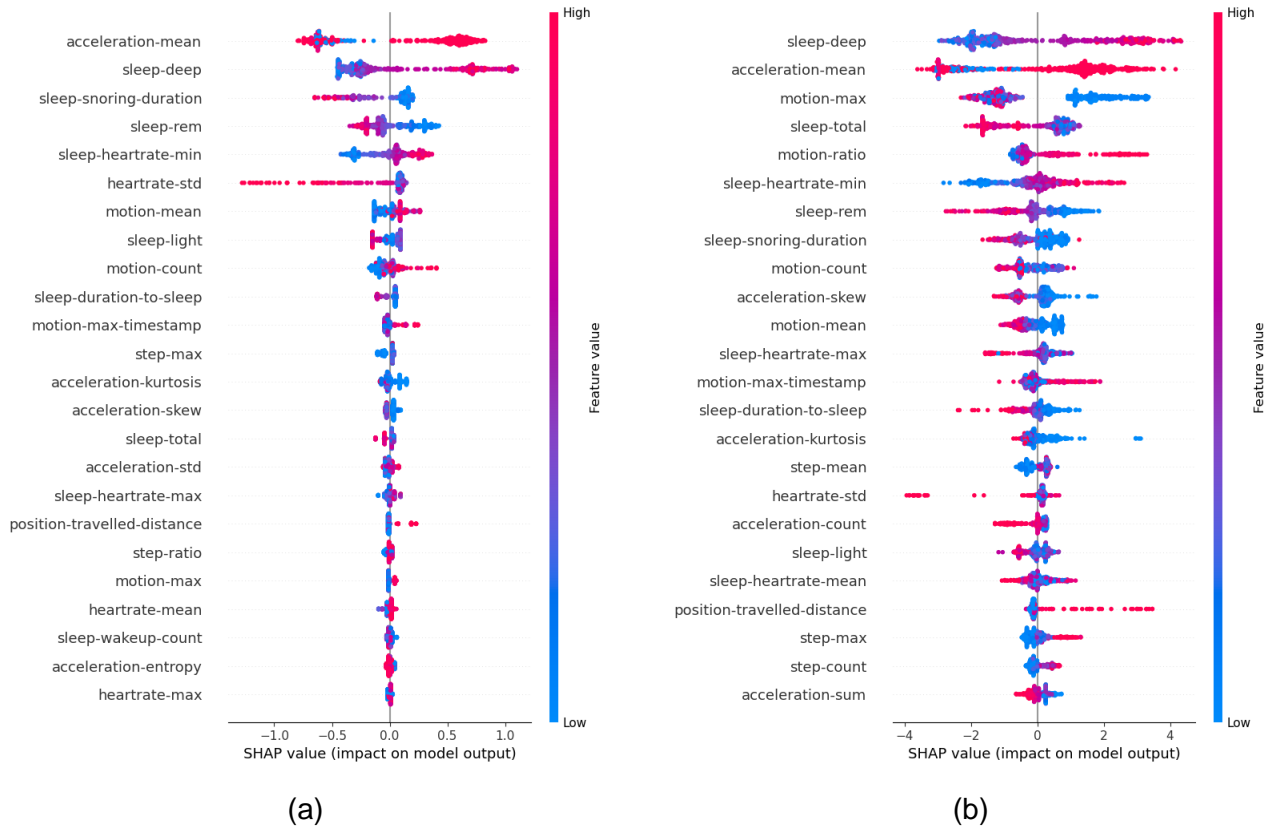 High
acceleration-mean
sleep-deep
sleep-snoring-duration
sleep-rem
sleep-heartrate-min
heartrate-std
motion-mean
sleep-light
motion-count
sleep-duration-to-sleep
motion-max-timestamp
step-max
acceleration-kurtosis
acceleration-skew
sleep-total
acceleration-std
sleep-heartrate-max
position-travelled-distance
step-ratio
motion-max
heartrate-mean
sleep-wakeup-count
acceleration-entropy
heartrate-max
Feature value
Low
−1.0 −0.5 0.0 0.5 1.0
SHAP value (impact on model output)
(a)
High
sleep-deep
acceleration-mean
motion-max
sleep-total
motion-ratio
sleep-heartrate-min
sleep-rem
sleep-snoring-duration
motion-count
acceleration-skew
motion-mean
sleep-heartrate-max
motion-max-timestamp
sleep-duration-to-sleep
acceleration-kurtosis
step-mean
heartrate-std
acceleration-count
sleep-light
sleep-heartrate-mean
position-travelled-distance
step-max
step-count
acceleration-sum
Feature value
Low
−4 −2 0 2 4
SHAP value (impact on model output)
(b)